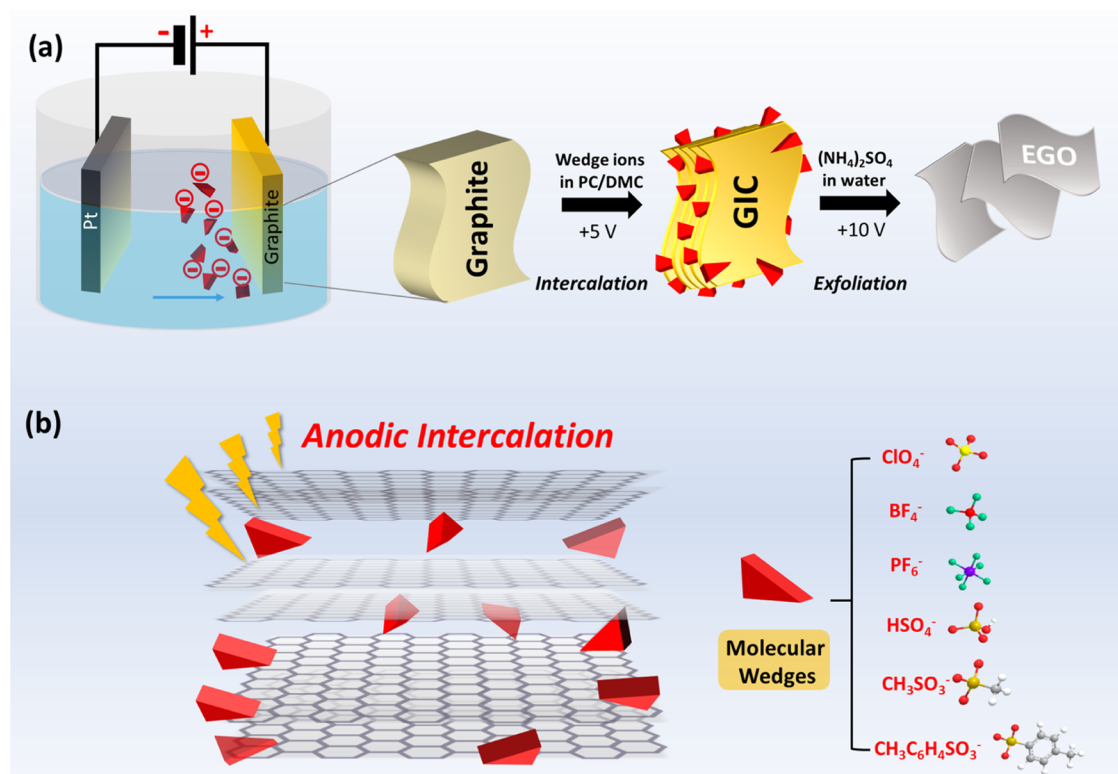 (a)
- +
Pt
Graphite
Graphite
Wedge ions
in PC/DMC
+5 V
Intercalation
GIC
(NH₄)₂SO₄
in water
+10 V
Exfoliation
EGO
(b)
Anodic Intercalation
Molecular
Wedges
ClO₄⁻
BF₄⁻
PF₆⁻
HSO₄⁻
CH₃SO₃⁻
CH₃C₆H₄SO₃⁻